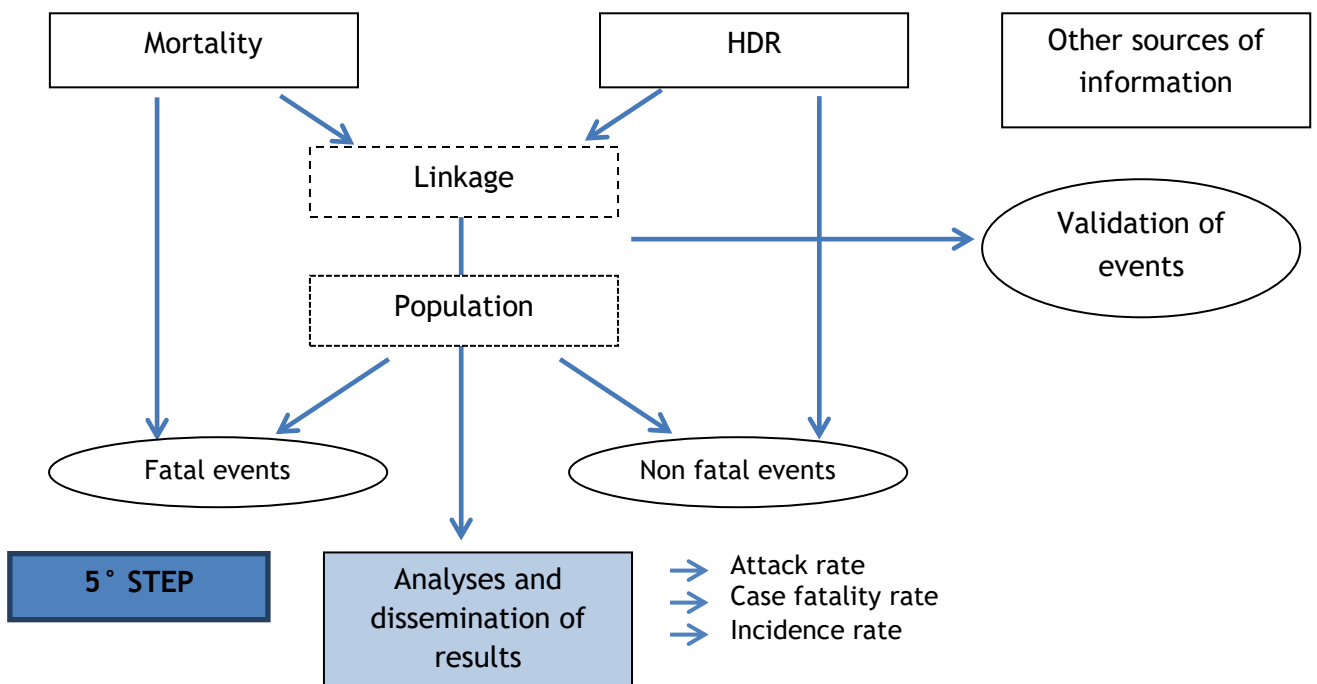 Mortality
HDR
Other sources of
information
Linkage
Validation of
events
Population
Fatal events
Non fatal events
5° STEP
Analyses and
dissemination of
results
Attack rate
Case fatality rate
Incidence rate